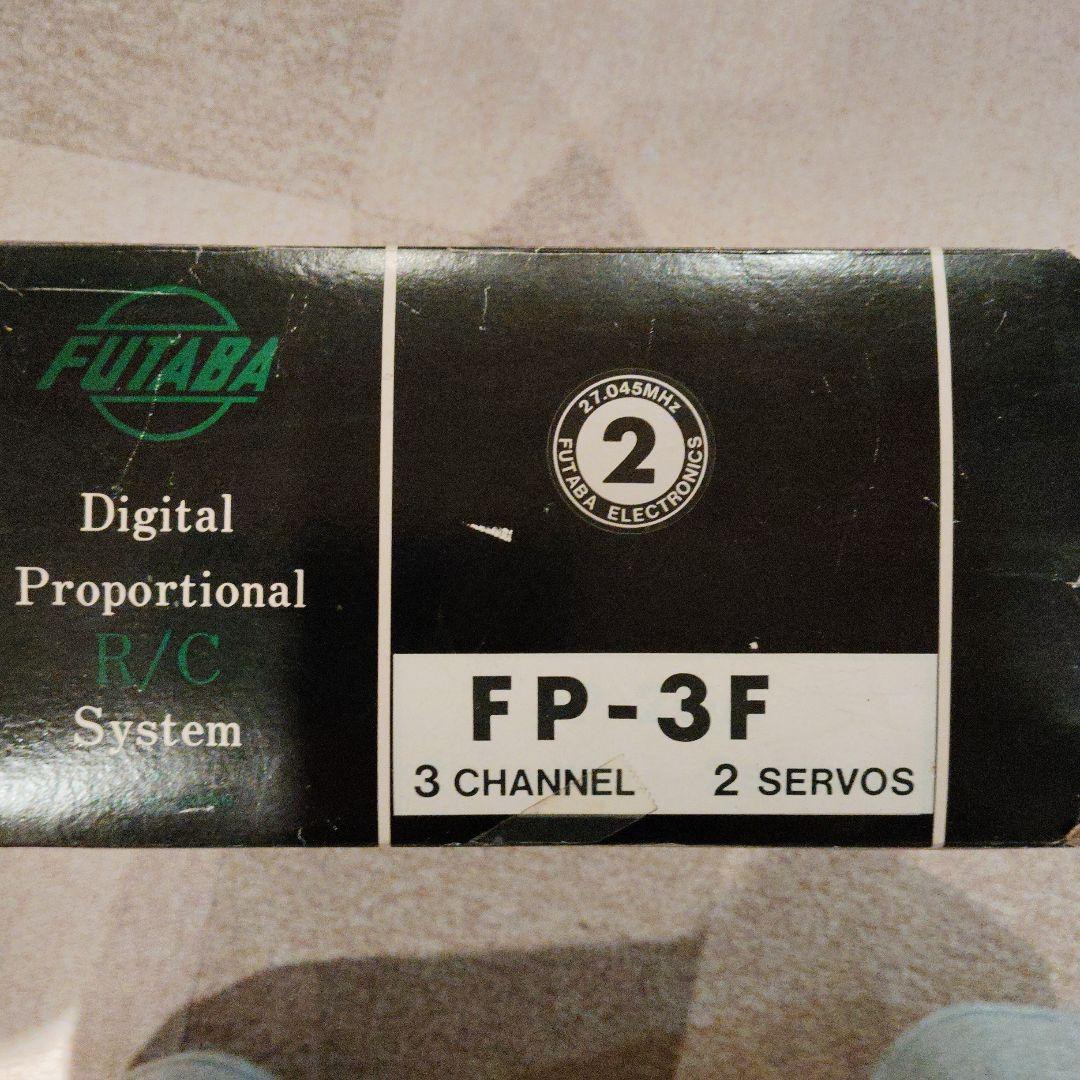 FUTABA
Digital
Proportional
R/C
System
27.045MHz
2
FUTABA ELECTRONICS
FP-3F
3 CHANNEL 2 SERVOS